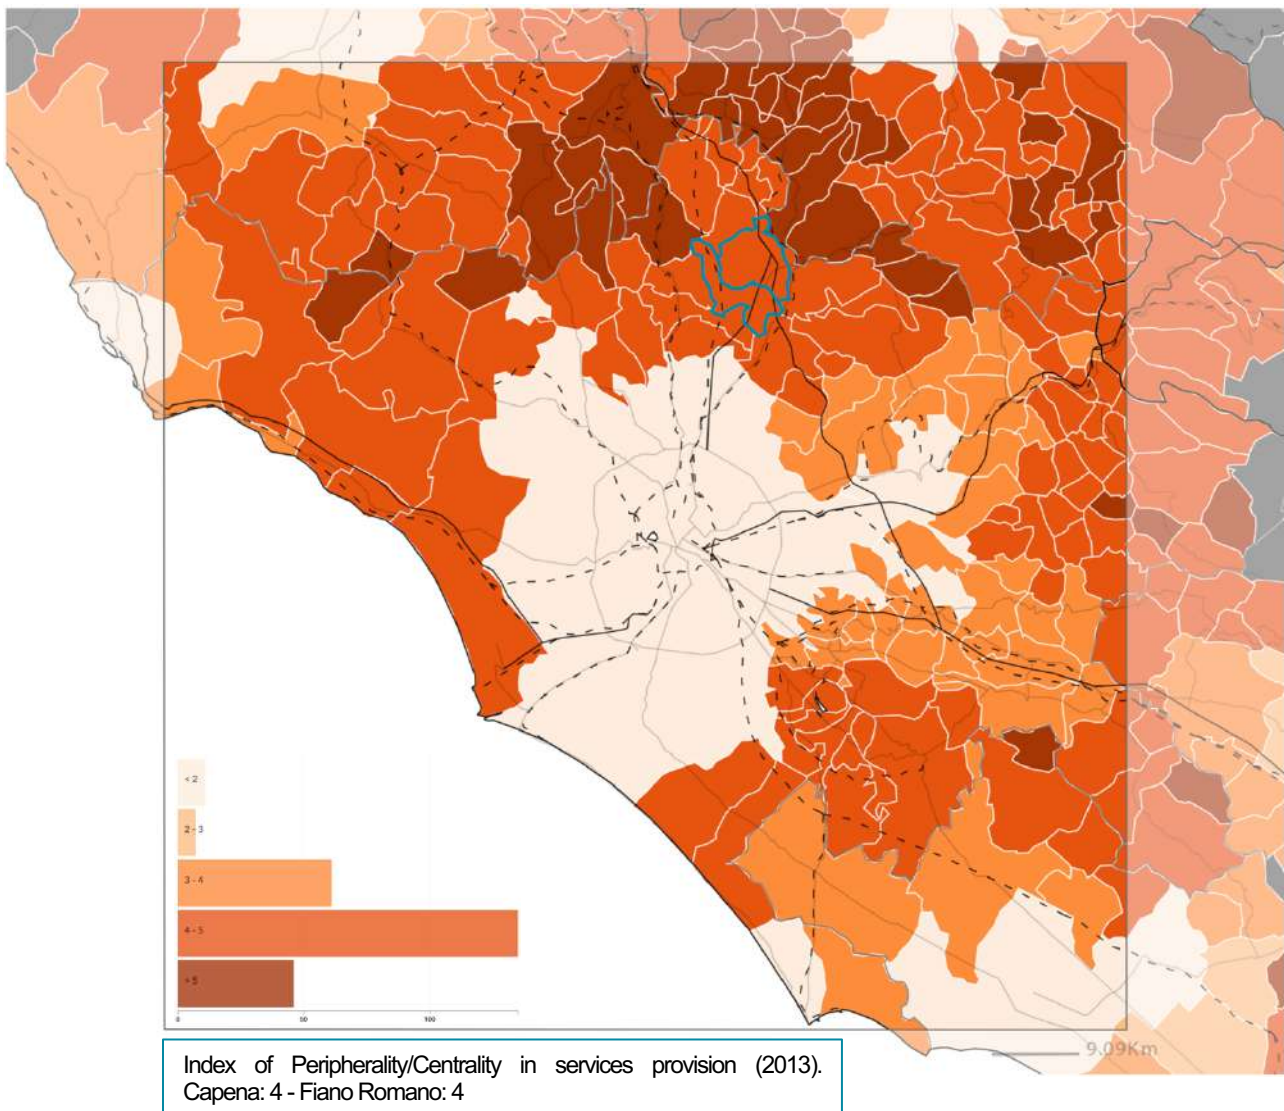 < 2
2 - 3
3 - 4
4 - 5
> 5
0 50 100
9.09Km
Index of Peripherality/Centrality in services provision (2013).
Capena: 4 - Fiano Romano: 4